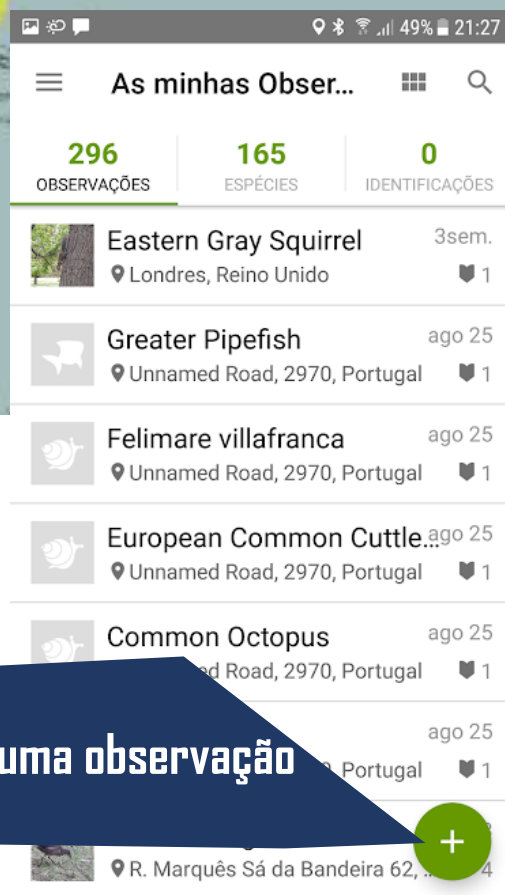 49% 21:27
As minhas Obser...
296 165 0
OBSERVAÇÕES ESPÉCIES IDENTIFICAÇÕES
Eastern Gray Squirrel 3sem.
Londres, Reino Unido 1
Greater Pipefish ago 25
Unnamed Road, 2970, Portugal 1
Felimare villafranca ago 25
Unnamed Road, 2970, Portugal 1
European Common Cuttle... ago 25
Unnamed Road, 2970, Portugal 1
Common Octopus ago 25
Road, 2970, Portugal 1
ago 25
uma observação
Portugal 1
R. Marquês Sá da Bandeira 62, ... 4